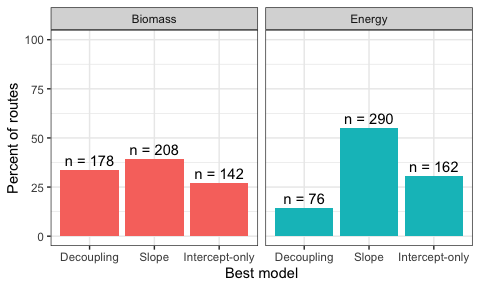 Biomass
Energy
Percent of routes
100
75
50
25
0
n = 178
n = 208
n = 142
n = 76
n = 290
n = 162
Decoupling Slope Intercept-only
Decoupling Slope Intercept-only
Best model